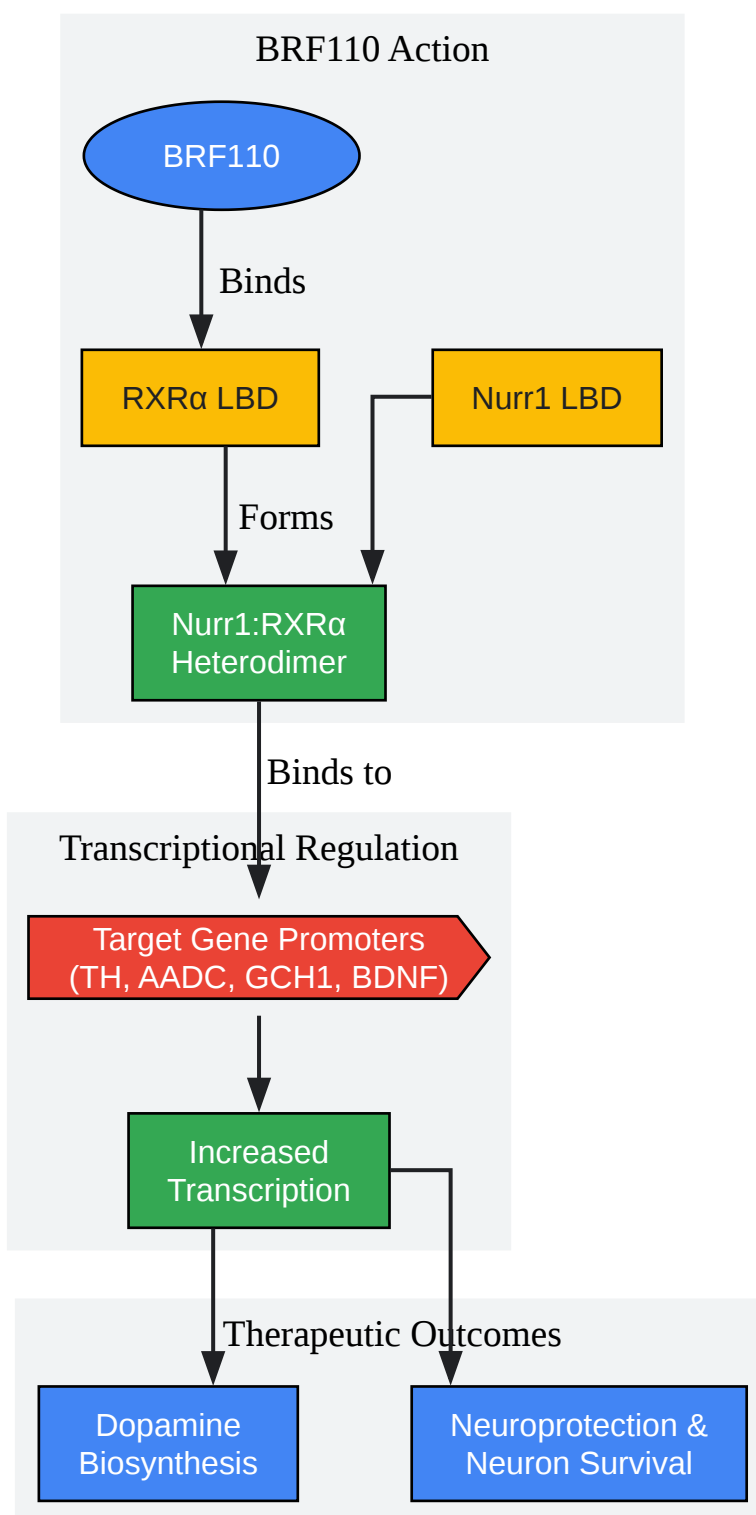 BRF110 Action
BRF110
Binds
RXRα LBD
Nurr1 LBD
Forms
Nurr1:RXRα
Heterodimer
Binds to
Transcriptional Regulation
Target Gene Promoters
(TH, AADC, GCH1, BDNF)
Increased
Transcription
Therapeutic Outcomes
Dopamine
Biosynthesis
Neuroprotection &
Neuron Survival